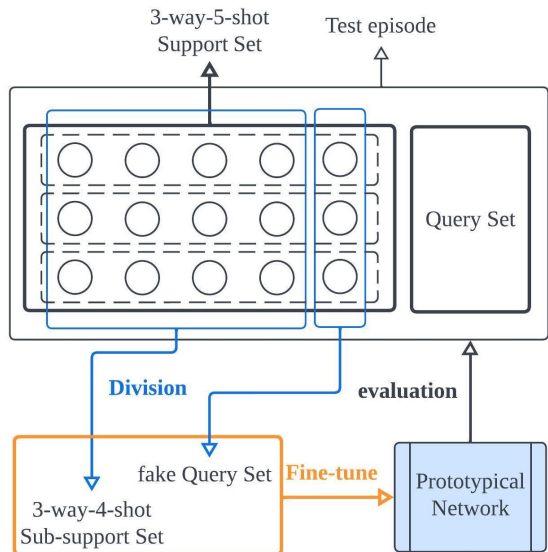 3-way-5-shot
Support Set
Test episode
Query Set
Division
evaluation
fake Query Set
Fine-tune
3-way-4-shot
Sub-support Set
Prototypical
Network